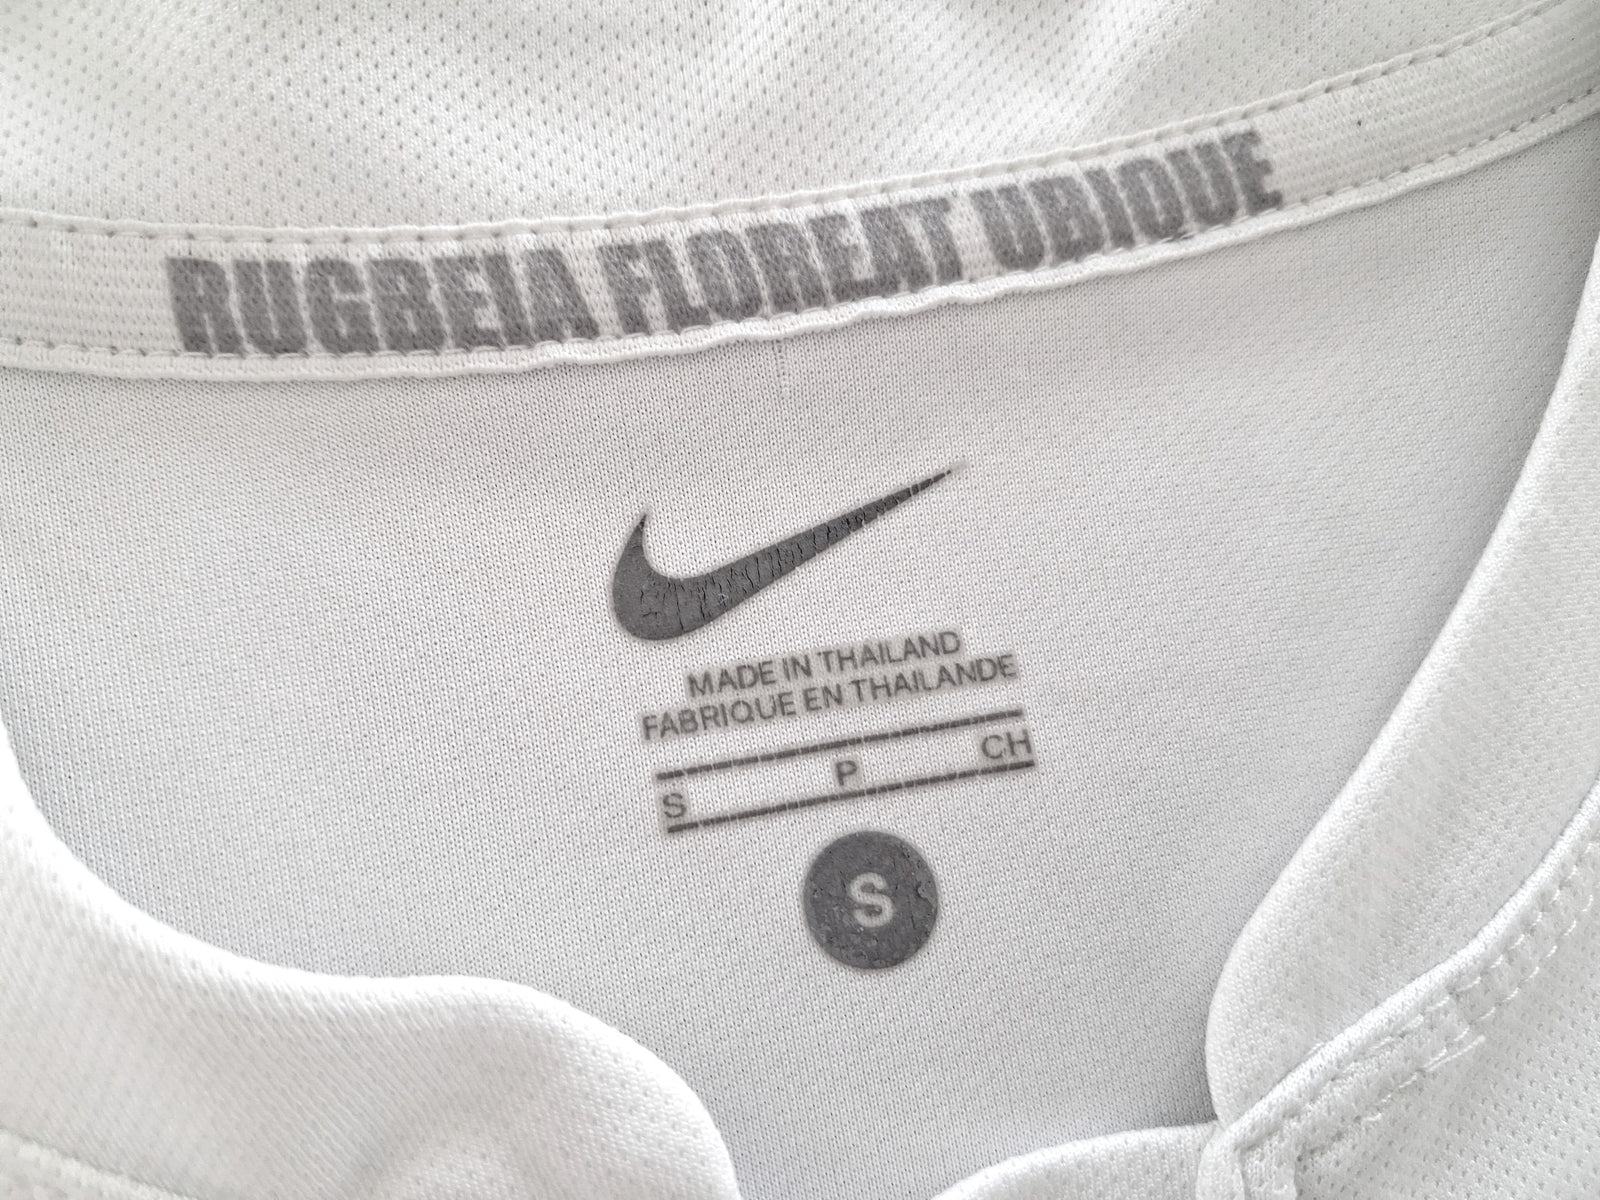 RUGBEIA FLOREAT UBIQUE
MADE IN THAILAND
FABRIQUE EN THAILANDE
S P CH
S